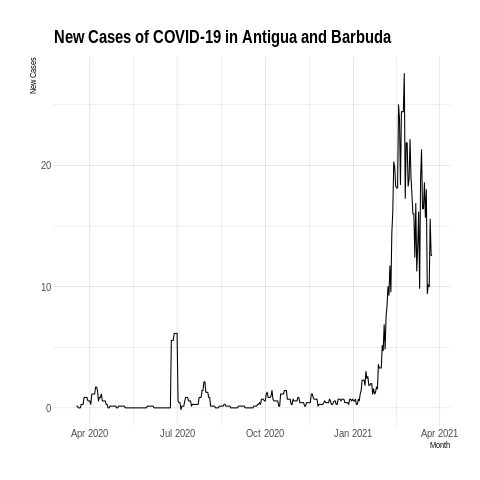 New Cases of COVID-19 in Antigua and Barbuda
New Cases
20
10
0
Apr 2020
Jul 2020
Oct 2020
Jan 2021
Apr 2021
Month